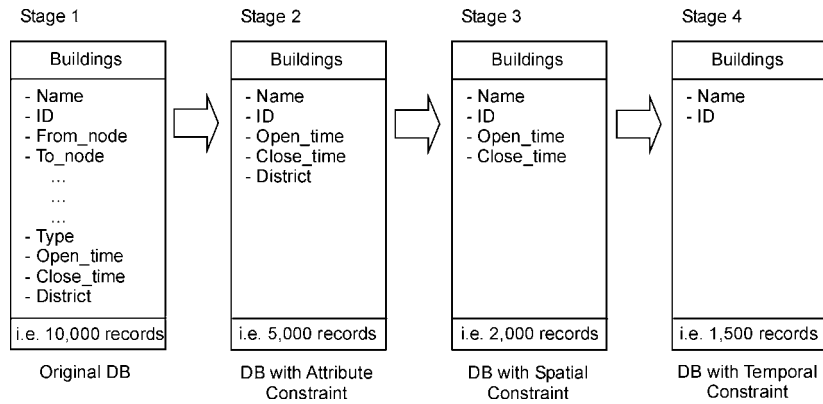 Stage 1
Buildings
- Name
- ID
- From_node
- To_node
...
...
...
- Type
- Open_time
- Close_time
- District
i.e. 10,000 records
Original DB
Stage 2
Buildings
- Name
- ID
- Open_time
- Close_time
- District
i.e. 5,000 records
DB with Attribute
Constraint
Stage 3
Buildings
- Name
- ID
- Open_time
- Close_time
i.e. 2,000 records
DB with Spatial
Constraint
Stage 4
Buildings
- Name
- ID
i.e. 1,500 records
DB with Temporal
Constraint